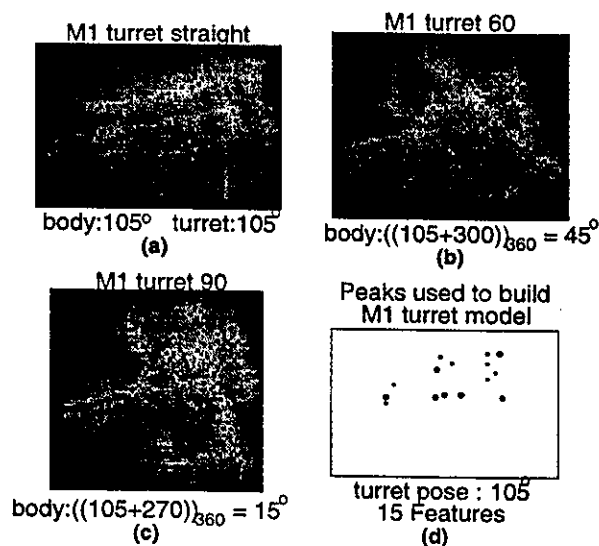 M1 turret straight
body:105° turret:105°
(a)
M1 turret 60
body:((105+300))360 = 45°
(b)
M1 turret 90
body:((105+270))360 = 15°
(c)
Peaks used to build
M1 turret model
turret pose : 105°
15 Features
(d)